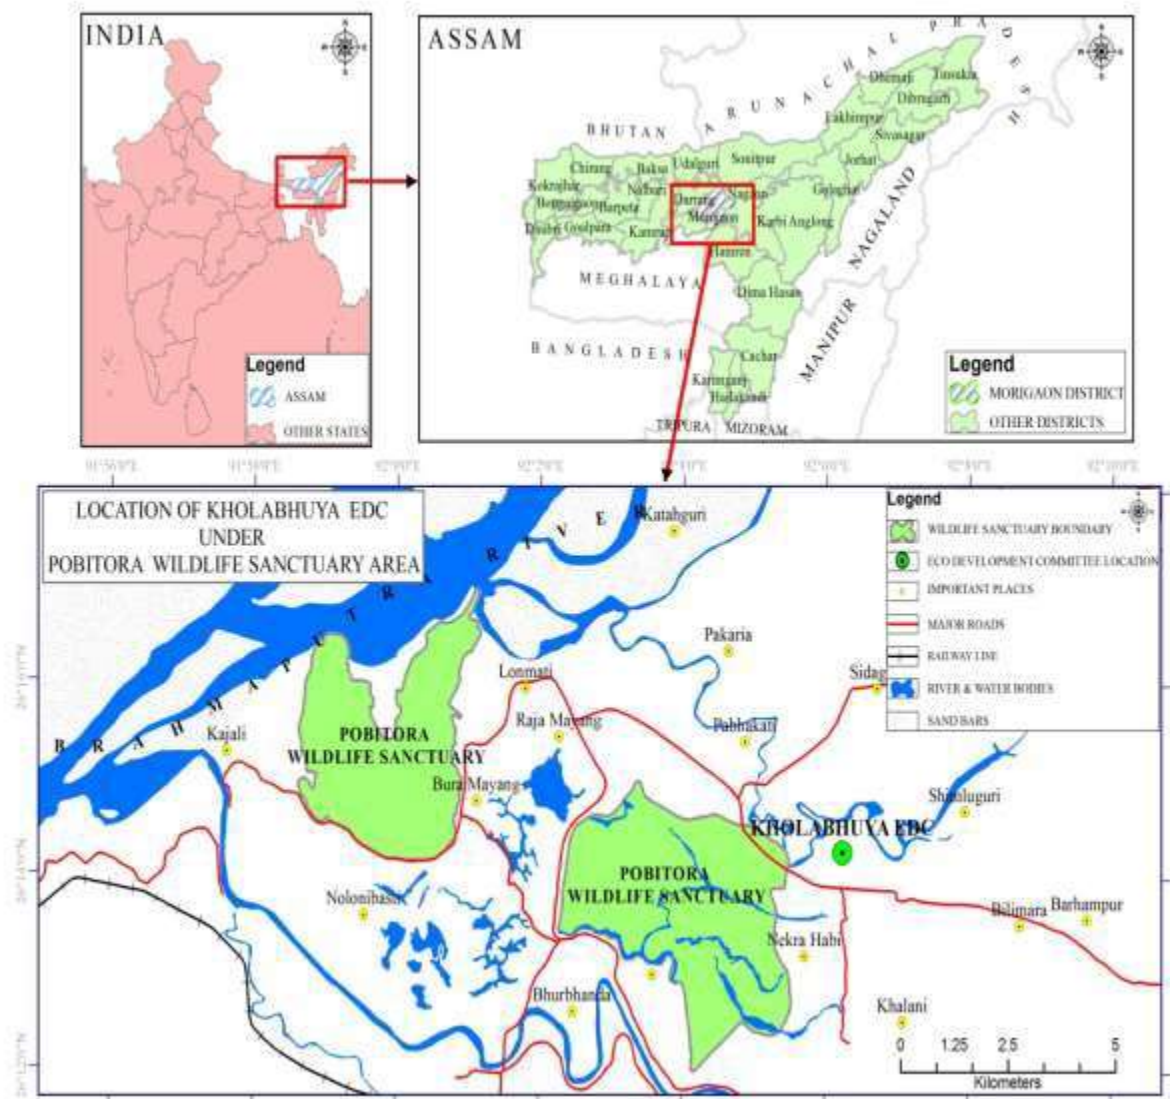 INDIA
N
Legend
ASSAM
OTHER STATES
ASSAM
ARUNACHAL PRADESH
BHUTAN
Dhemaji
Tinsukia
Dibrugarh
Lakhimpur
Sivasagar
Jorhat
Golaghat
Chirang
Baksa
Udalguri
Sonitpur
Kokrajhar
Nalbari
Darrang
Nagaon
Barpeta
Morigaon
Karbi Anglong
Dhubri
Goalpara
Kamrup
NAGALAND
MEGHALAYA
Dima Hasao
BANGLADESH
MANIPUR
Cachar
Karimganj
Hailakandi
TRIPURA
MIZORAM
Legend
MORIGAON DISTRICT
OTHER DISTRICTS
LOCATION OF KHOLABHUYA EDC
UNDER
POBITORA WILDLIFE SANCTUARY AREA
BRAHMAPUTRA RIVER
Legend
WILDLIFE SANCTUARY BOUNDARY
ECO DEVELOPMENT COMMITTEE LOCATION
IMPORTANT PLACES
MAJOR ROADS
RAILWAY LINE
RIVER & WATER BODIES
SAND BARS
Katahguri
Pakaria
Lonmati
Sidag
Raja Mayang
Pabhakati
Kajali
POBITORA
WILDLIFE SANCTUARY
Bura Mayang
KHOLABHUYA EDC
POBITORA
WILDLIFE SANCTUARY
Bilimara
Barhampur
Nekra Habi
Bhurbhanda
Khalani
0 1.25 2.5 5
Kilometers